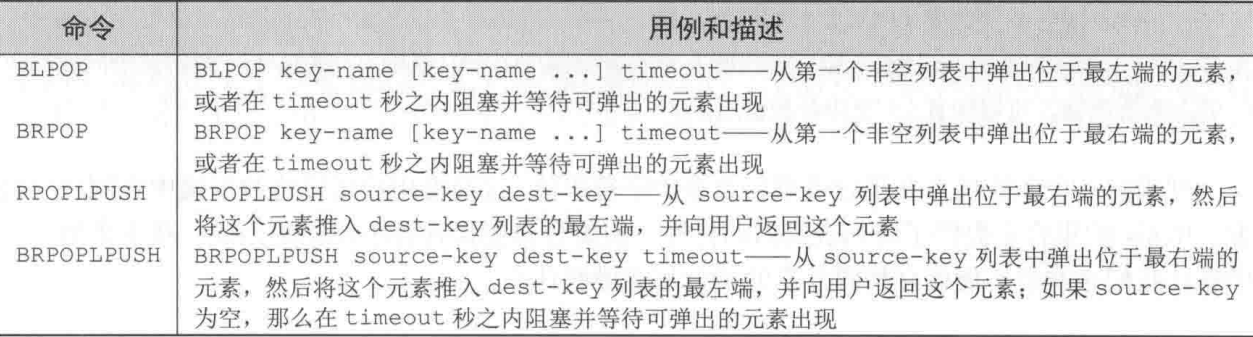 命令 用例和描述
BLPOP BLPOP key-name [key-name ...] timeout——从第一个非空列表中弹出位于最左端的元素，
或者在 timeout 秒之内阻塞并等待可弹出的元素出现
BRPOP BRPOP key-name [key-name ...] timeout——从第一个非空列表中弹出位于最右端的元素，
或者在 timeout 秒之内阻塞并等待可弹出的元素出现
RPOPLPUSH RPOPLPUSH source-key dest-key——从 source-key 列表中弹出位于最右端的元素，然后
将这个元素推入 dest-key 列表的最左端，并向用户返回这个元素
BRPOPLPUSH BRPOPLPUSH source-key dest-key timeout——从 source-key 列表中弹出位于最右端的
元素，然后将这个元素推入 dest-key 列表的最左端，并向用户返回这个元素；如果 source-key
为空，那么在 timeout 秒之内阻塞并等待可弹出的元素出现